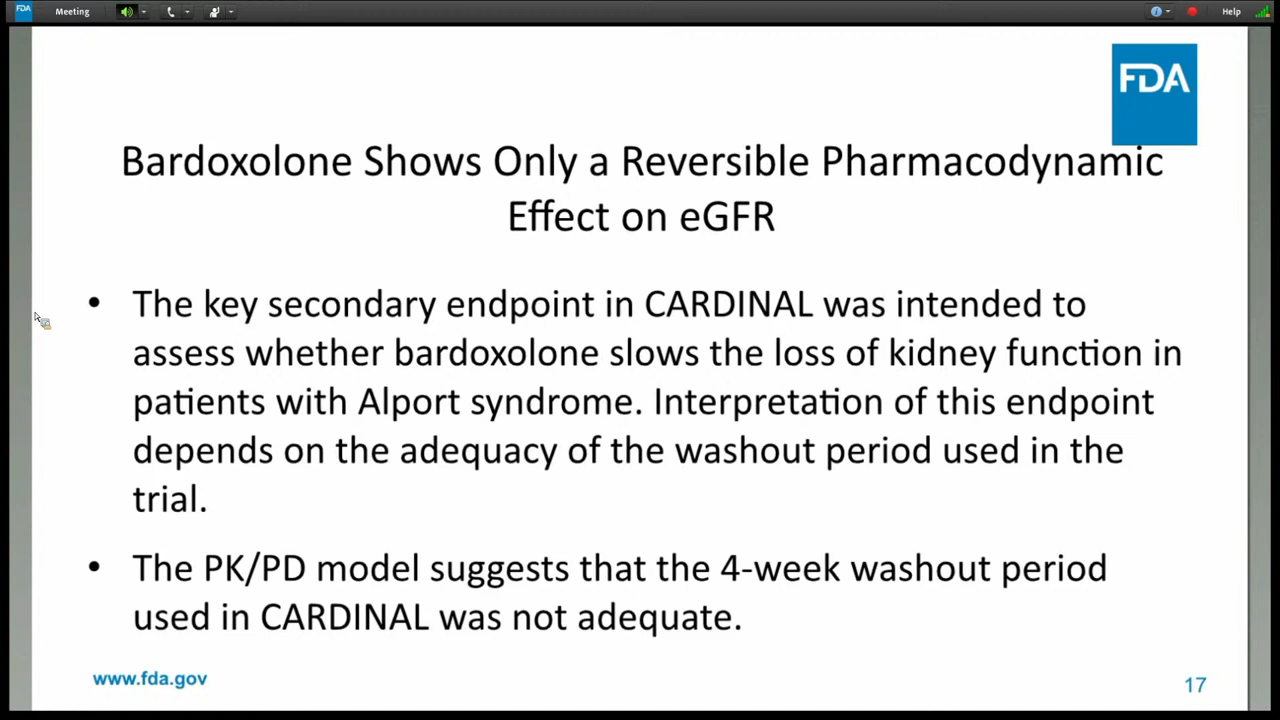 FDA
Meeting
Help
FDA
Bardoxolone Shows Only a Reversible Pharmacodynamic
Effect on eGFR
• The key secondary endpoint in CARDINAL was intended to
assess whether bardoxolone slows the loss of kidney function in
patients with Alport syndrome. Interpretation of this endpoint
depends on the adequacy of the washout period used in the
trial.
• The PK/PD model suggests that the 4-week washout period
used in CARDINAL was not adequate.
www.fda.gov
17